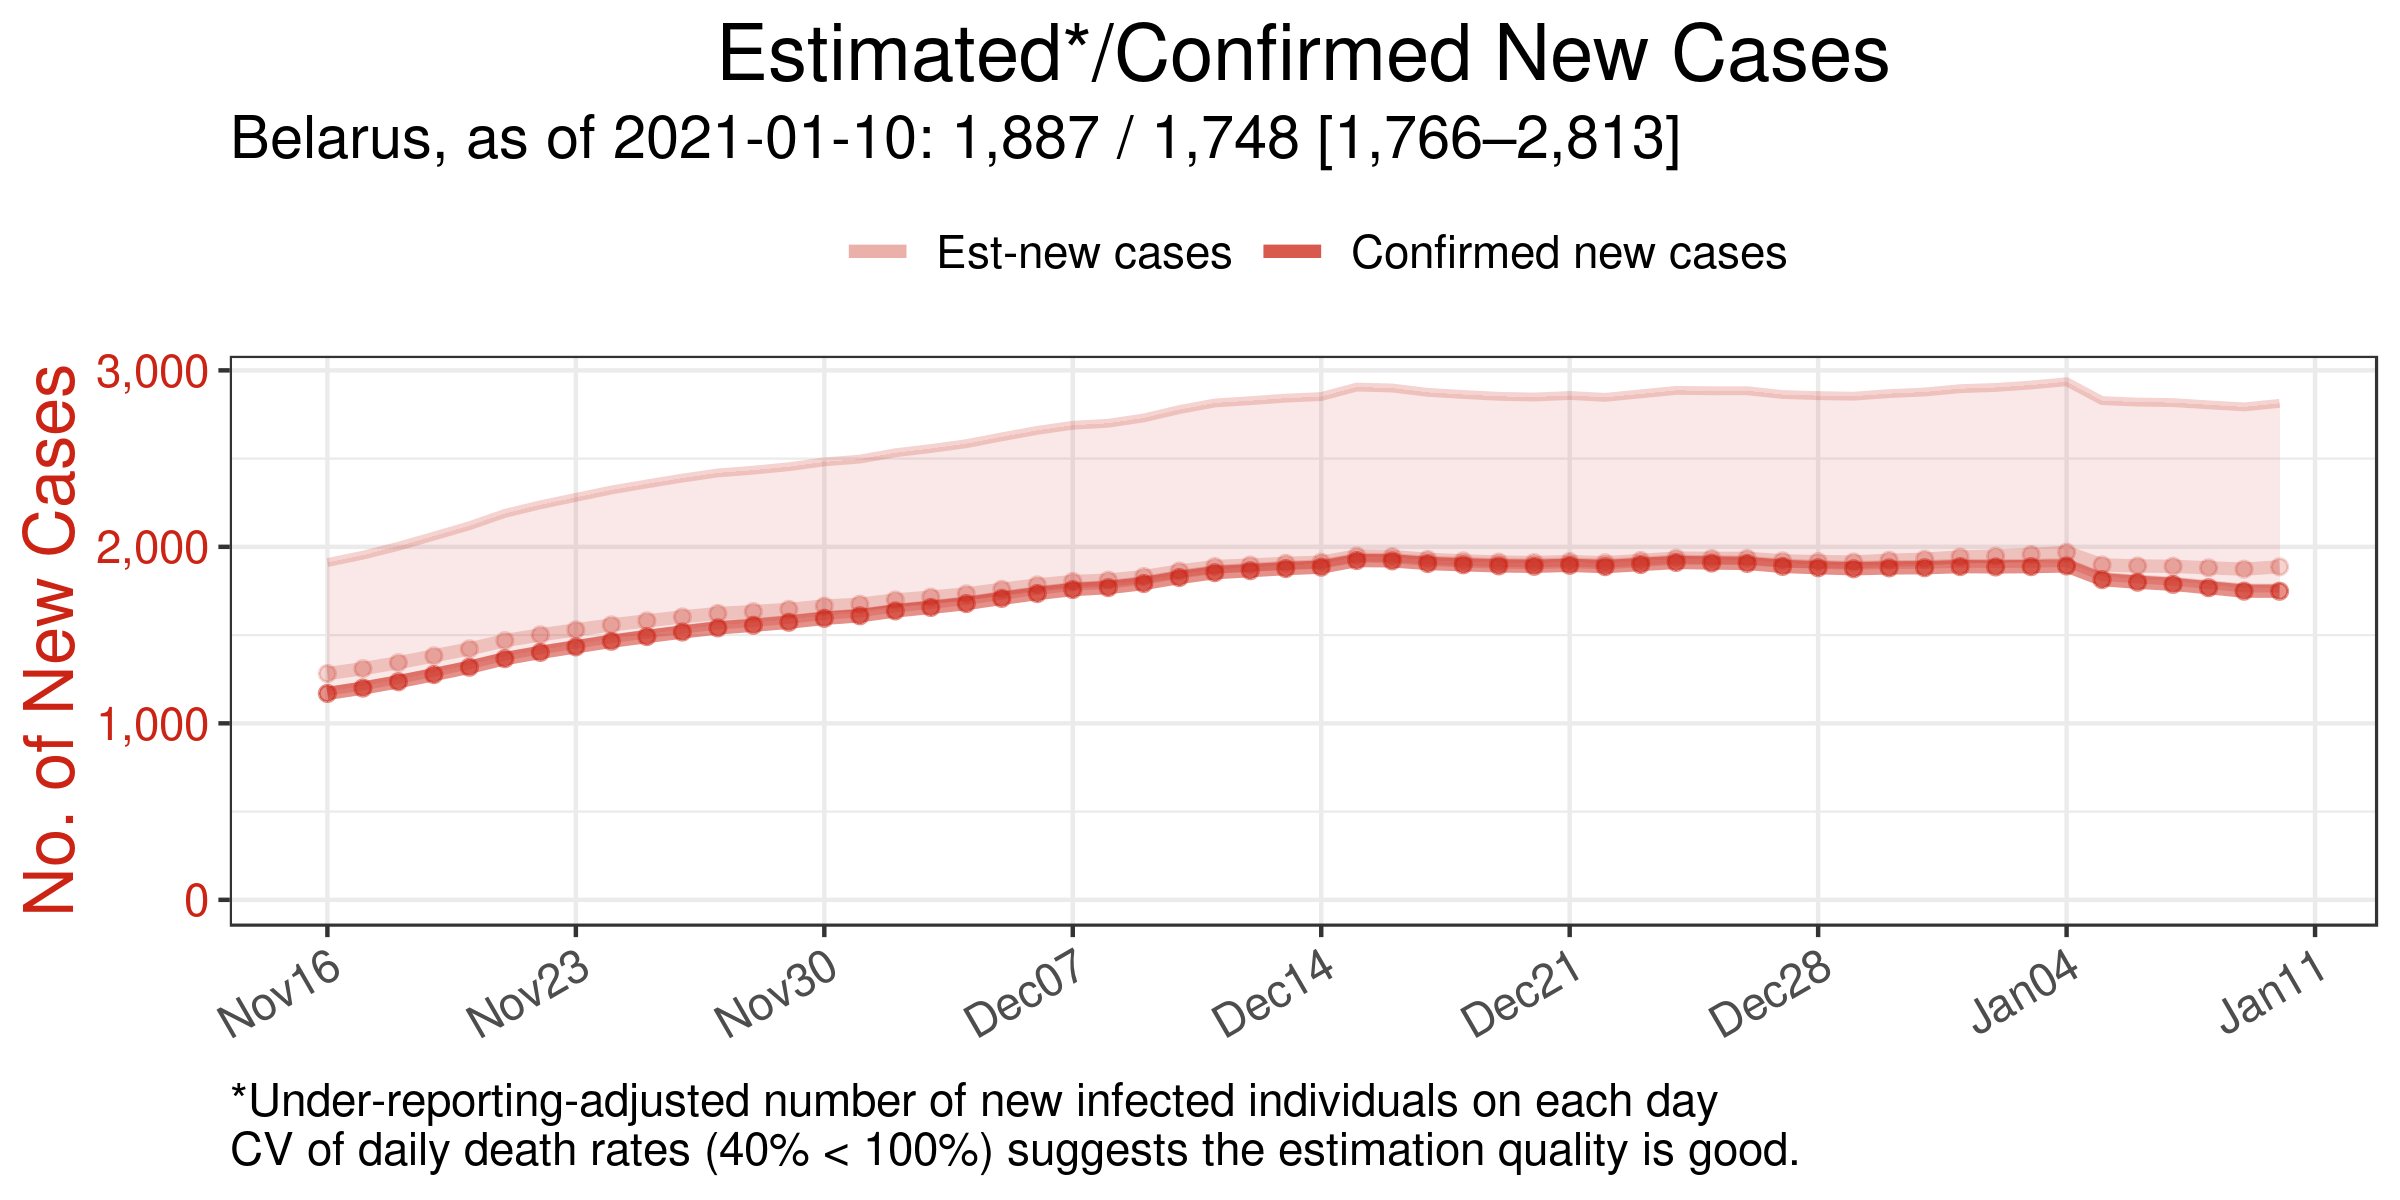 Estimated*/Confirmed New Cases
Belarus, as of 2021-01-10: 1,887 / 1,748 [1,766–2,813]
Est-new cases Confirmed new cases
No. of New Cases
3,000
2,000
1,000
0
Nov16 Nov23 Nov30 Dec07 Dec14 Dec21 Dec28 Jan04 Jan11
*Under-reporting-adjusted number of new infected individuals on each day
CV of daily death rates (40% < 100%) suggests the estimation quality is good.